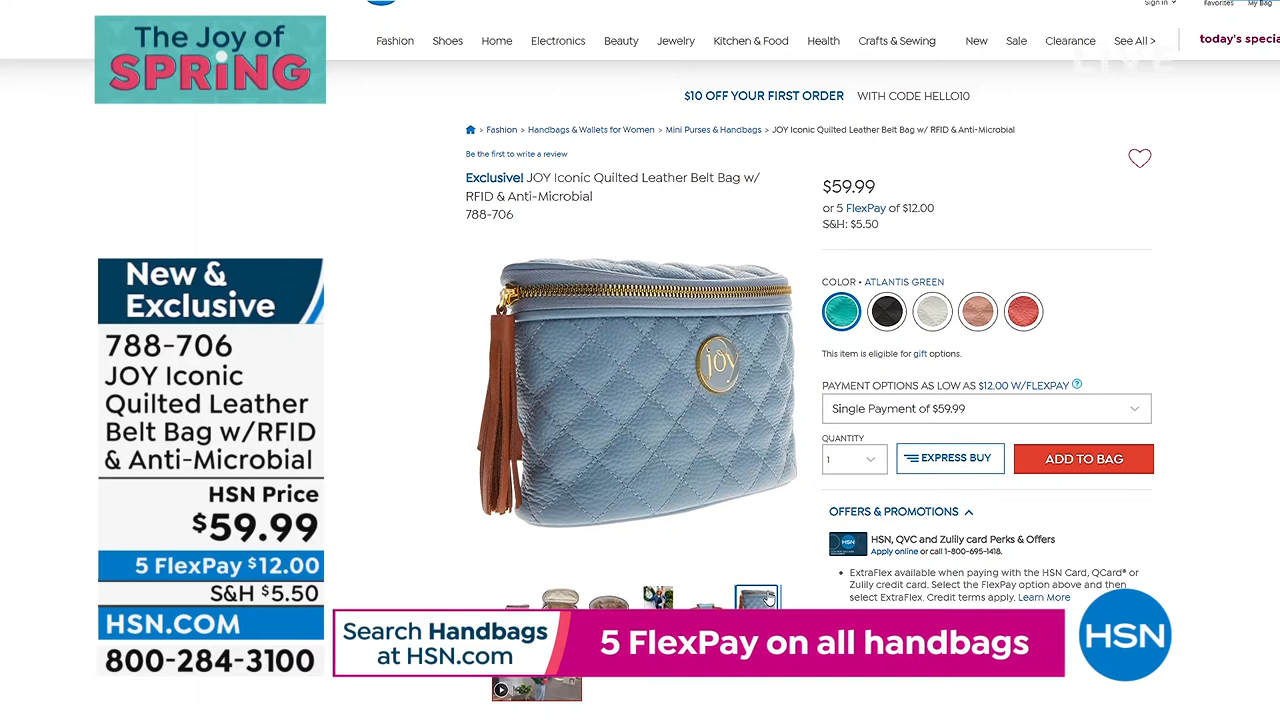 The Joy of
SPRiNG
Sign in
Favorites
My Bag
Fashion
Shoes
Home
Electronics
Beauty
Jewelry
Kitchen & Food
Health
Crafts & Sewing
New
Sale
Clearance
See All >
today's
LIVE
$10 OFF YOUR FIRST ORDER WITH CODE HELLO10
> Fashion > Handbags & Wallets for Women > Mini Purses & Handbags > JOY Iconic Quilted Leather Belt Bag w/ RFID & Anti-Microbial
Be the first to write a review
Exclusive! JOY Iconic Quilted Leather Belt Bag w/
RFID & Anti-Microbial
788-706
joy
$59.99
or 5 FlexPay of $12.00
S&H: $5.50
COLOR • ATLANTIS GREEN
This item is eligible for gift options.
PAYMENT OPTIONS AS LOW AS $12.00 W/FLEXPAY ?
Single Payment of $59.99
QUANTITY
1
EXPRESS BUY
ADD TO BAG
OFFERS & PROMOTIONS
HSN
HSN, QVC and Zulily card Perks & Offers
Apply online or call 1-800-695-1418.
• ExtraFlex available when paying with the HSN Card, QCard® or
Zulily credit card. Select the FlexPay option above and then
select ExtraFlex. Credit terms apply. Learn More
New &
Exclusive
788-706
JOY Iconic
Quilted Leather
Belt Bag w/RFID
& Anti-Microbial
HSN Price
$59.99
5 FlexPay $12.00
S&H $5.50
HSN.COM
800-284-3100
Search Handbags
at HSN.com
5 FlexPay on all handbags
HSN